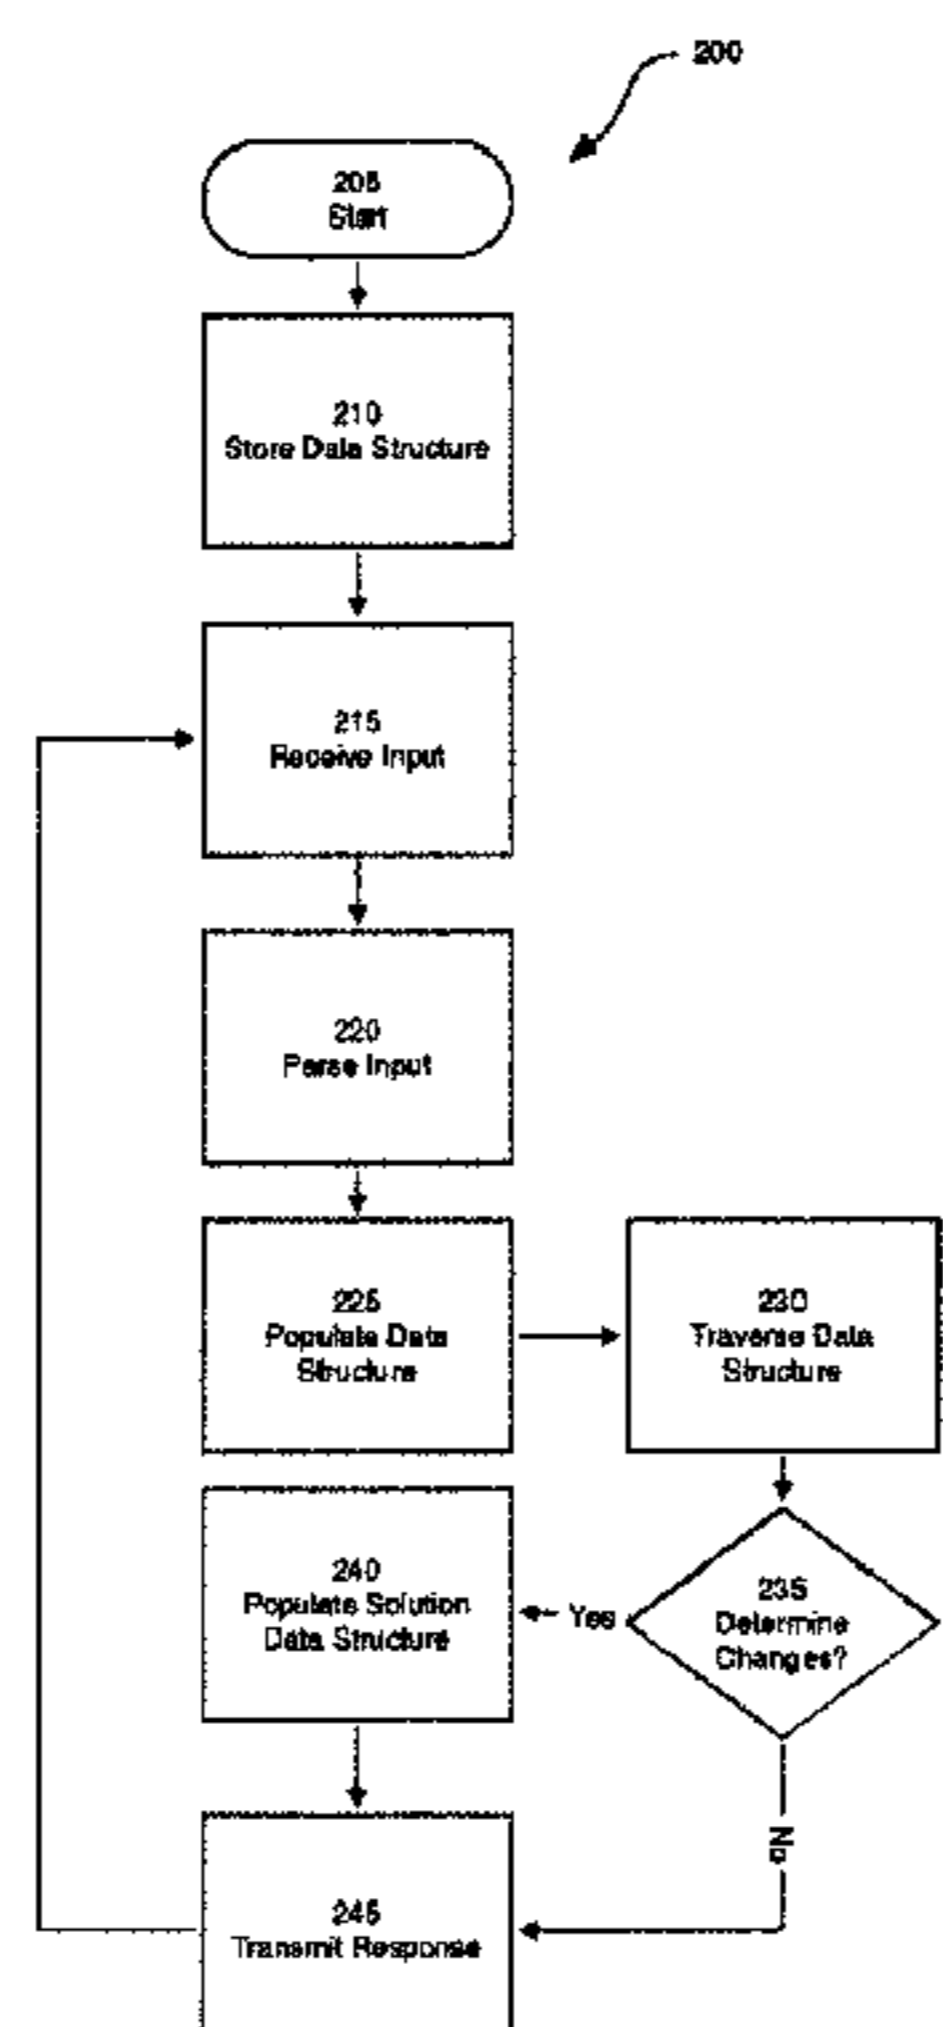 200
205
Start
210
Store Data Structure
215
Receive Input
220
Parse Input
225
Populate Data
Structure
230
Traverse Data
Structure
235
Determine
Changes?
Yes
240
Populate Solution
Data Structure
No
245
Transmit Response